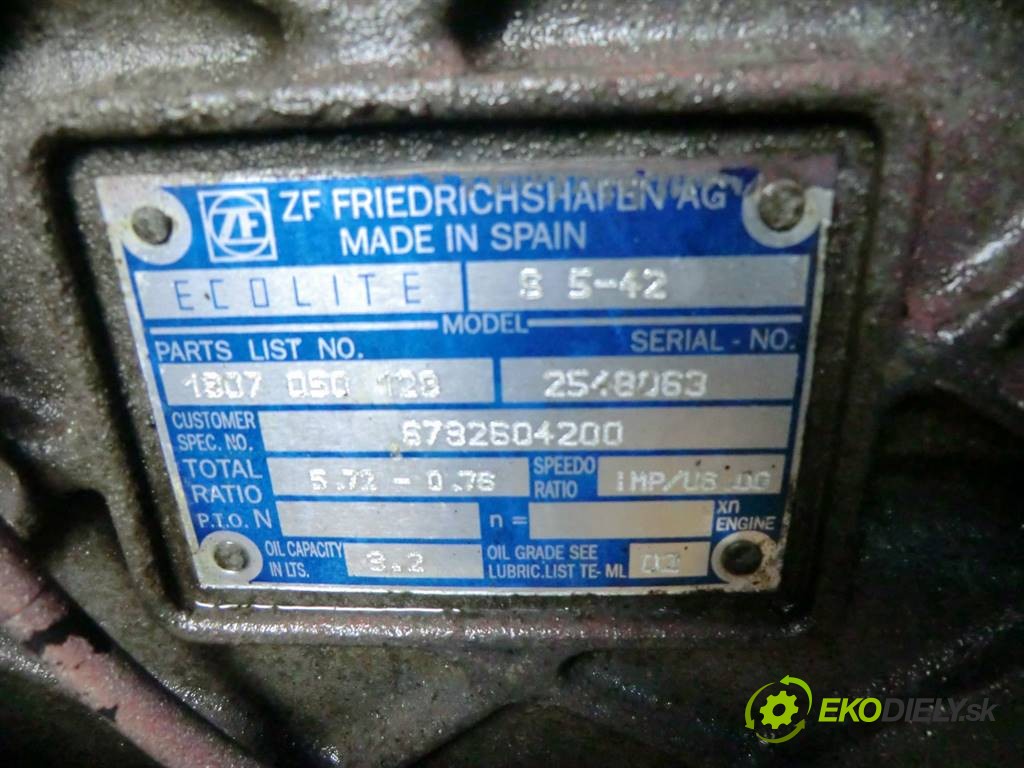 ZF ZF FRIEDRICHSHAFEN AG
MADE IN SPAIN
ECOLITE S 5-42
MODEL
PARTS LIST NO. SERIAL - NO.
1307 050 128 2548063
CUSTOMER SPEC. NO. 6792604200
TOTAL RATIO 5.72 - 0.76 SPEEDO RATIO IMP/US
P.T.O. N n = xn ENGINE
OIL CAPACITY IN LTS. 3.2 OIL GRADE SEE LUBRIC.LIST TE-ML 02
EKODIELY.sk